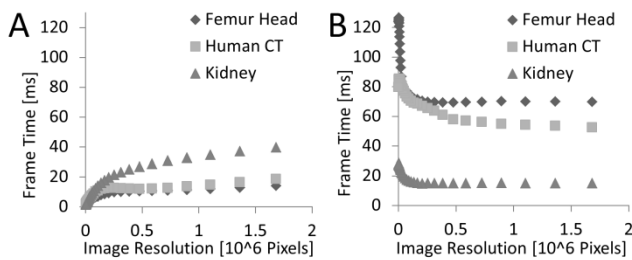 A
Frame Time [ms]
120
100
80
60
40
20
0
Femur Head
Human CT
Kidney
0 0.5 1 1.5 2
Image Resolution [10^6 Pixels]
B
Frame Time [ms]
120
100
80
60
40
20
0
Femur Head
Human CT
Kidney
0 0.5 1 1.5 2
Image Resolution [10^6 Pixels]